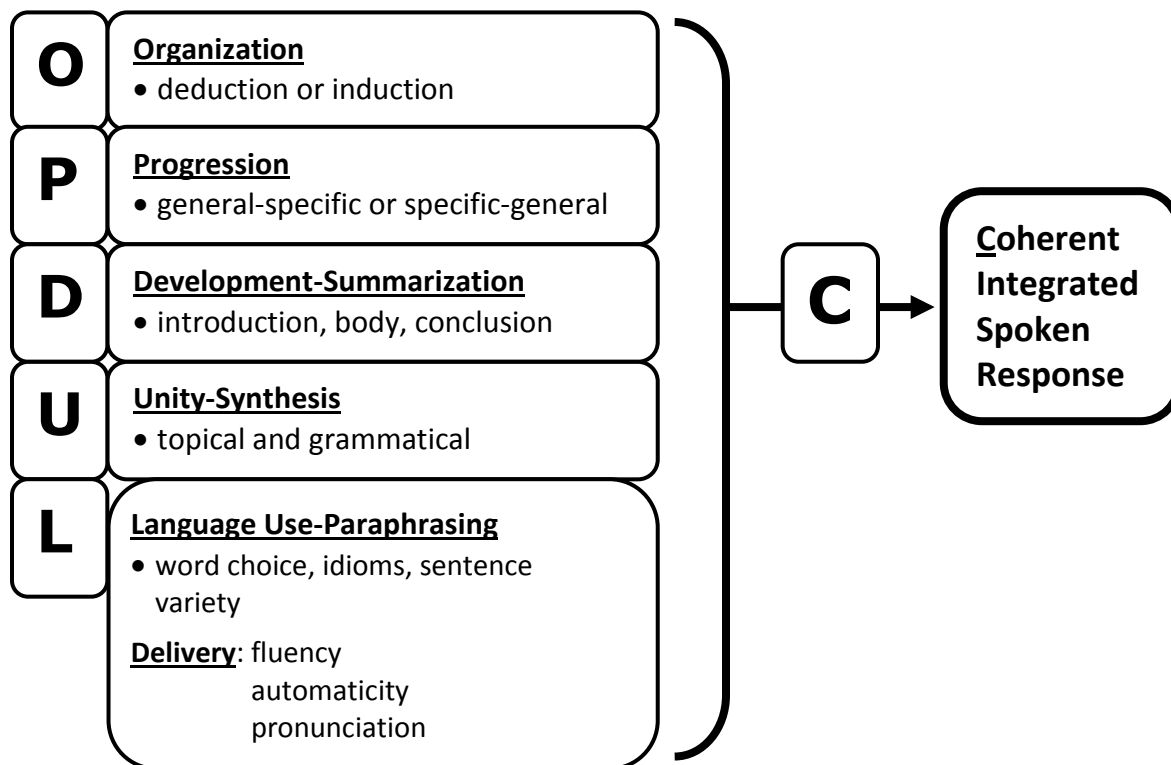 O
Organization
• deduction or induction
P
Progression
• general-specific or specific-general
D
Development-Summarization
• introduction, body, conclusion
U
Unity-Synthesis
• topical and grammatical
L
Language Use-Paraphrasing
• word choice, idioms, sentence
variety
Delivery: fluency
automaticity
pronunciation
C
Coherent
Integrated
Spoken
Response